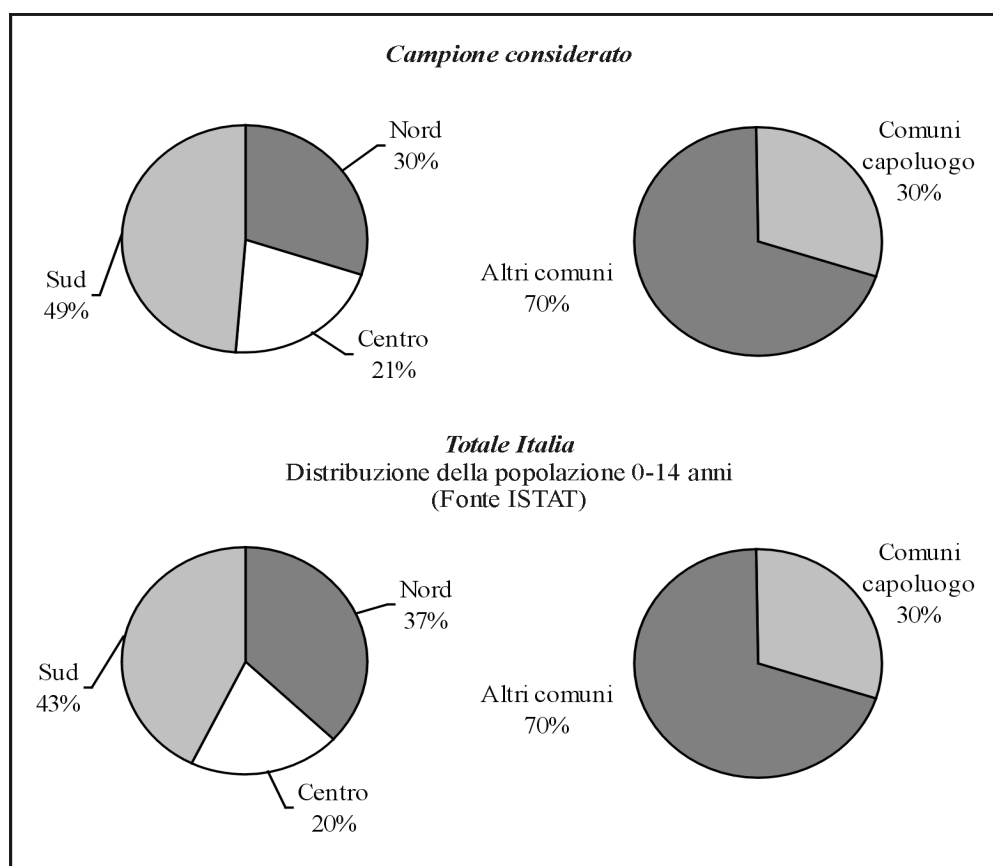 Campione considerato
Nord
30%
Sud
49%
Centro
21%
Comuni
capoluogo
30%
Altri comuni
70%
Totale Italia
Distribuzione della popolazione 0-14 anni
(Fonte ISTAT)
Nord
37%
Sud
43%
Centro
20%
Comuni
capoluogo
30%
Altri comuni
70%